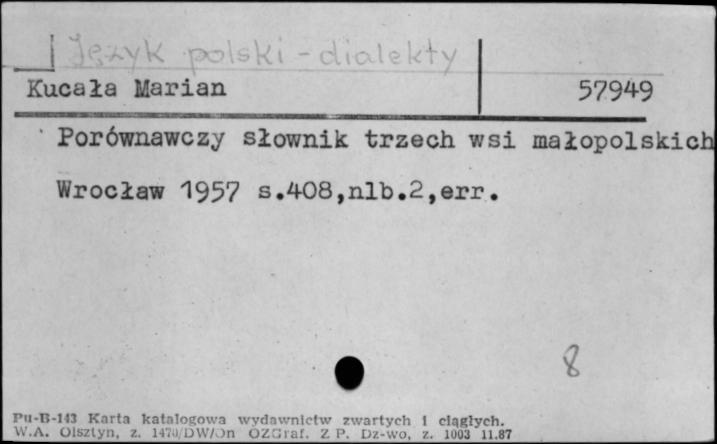 Język polski - dialekty
Kucała Marian 57949
Porównawczy słownik trzech wsi małopolskich
Wrocław 1957 s.408,nlb.2,err.
8
Pu-B-143 Karta katalogowa wydawnictw zwartych i ciągłych.
W.A. Olsztyn, z. 1470/DW/On OZGraf. Z P. Dz-wo, z. 1003 11.87